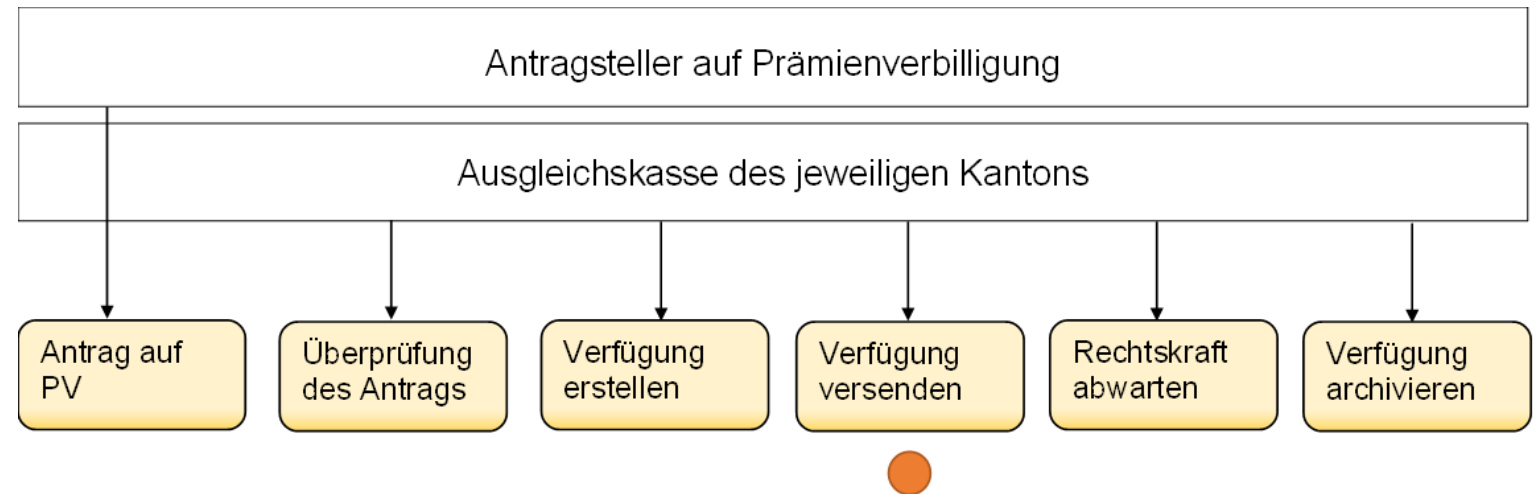 Antragsteller auf Prämienverbilligung
Ausgleichskasse des jeweiligen Kantons
Antrag auf
PV
Überprüfung
des Antrags
Verfügung
erstellen
Verfügung
versenden
Rechtskraft
abwarten
Verfügung
archivieren